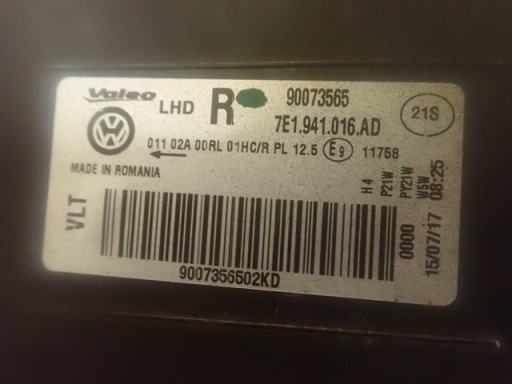 Valeo LHD R 90073565
7E1.941.016.AD 21S
011 02A 00RL 01HC/R PL 12.5 E9 11758
MADE IN ROMANIA
VLT
H4
P21W
PY21W
W5W
0000
15/07/17 08:25
9007356502KD